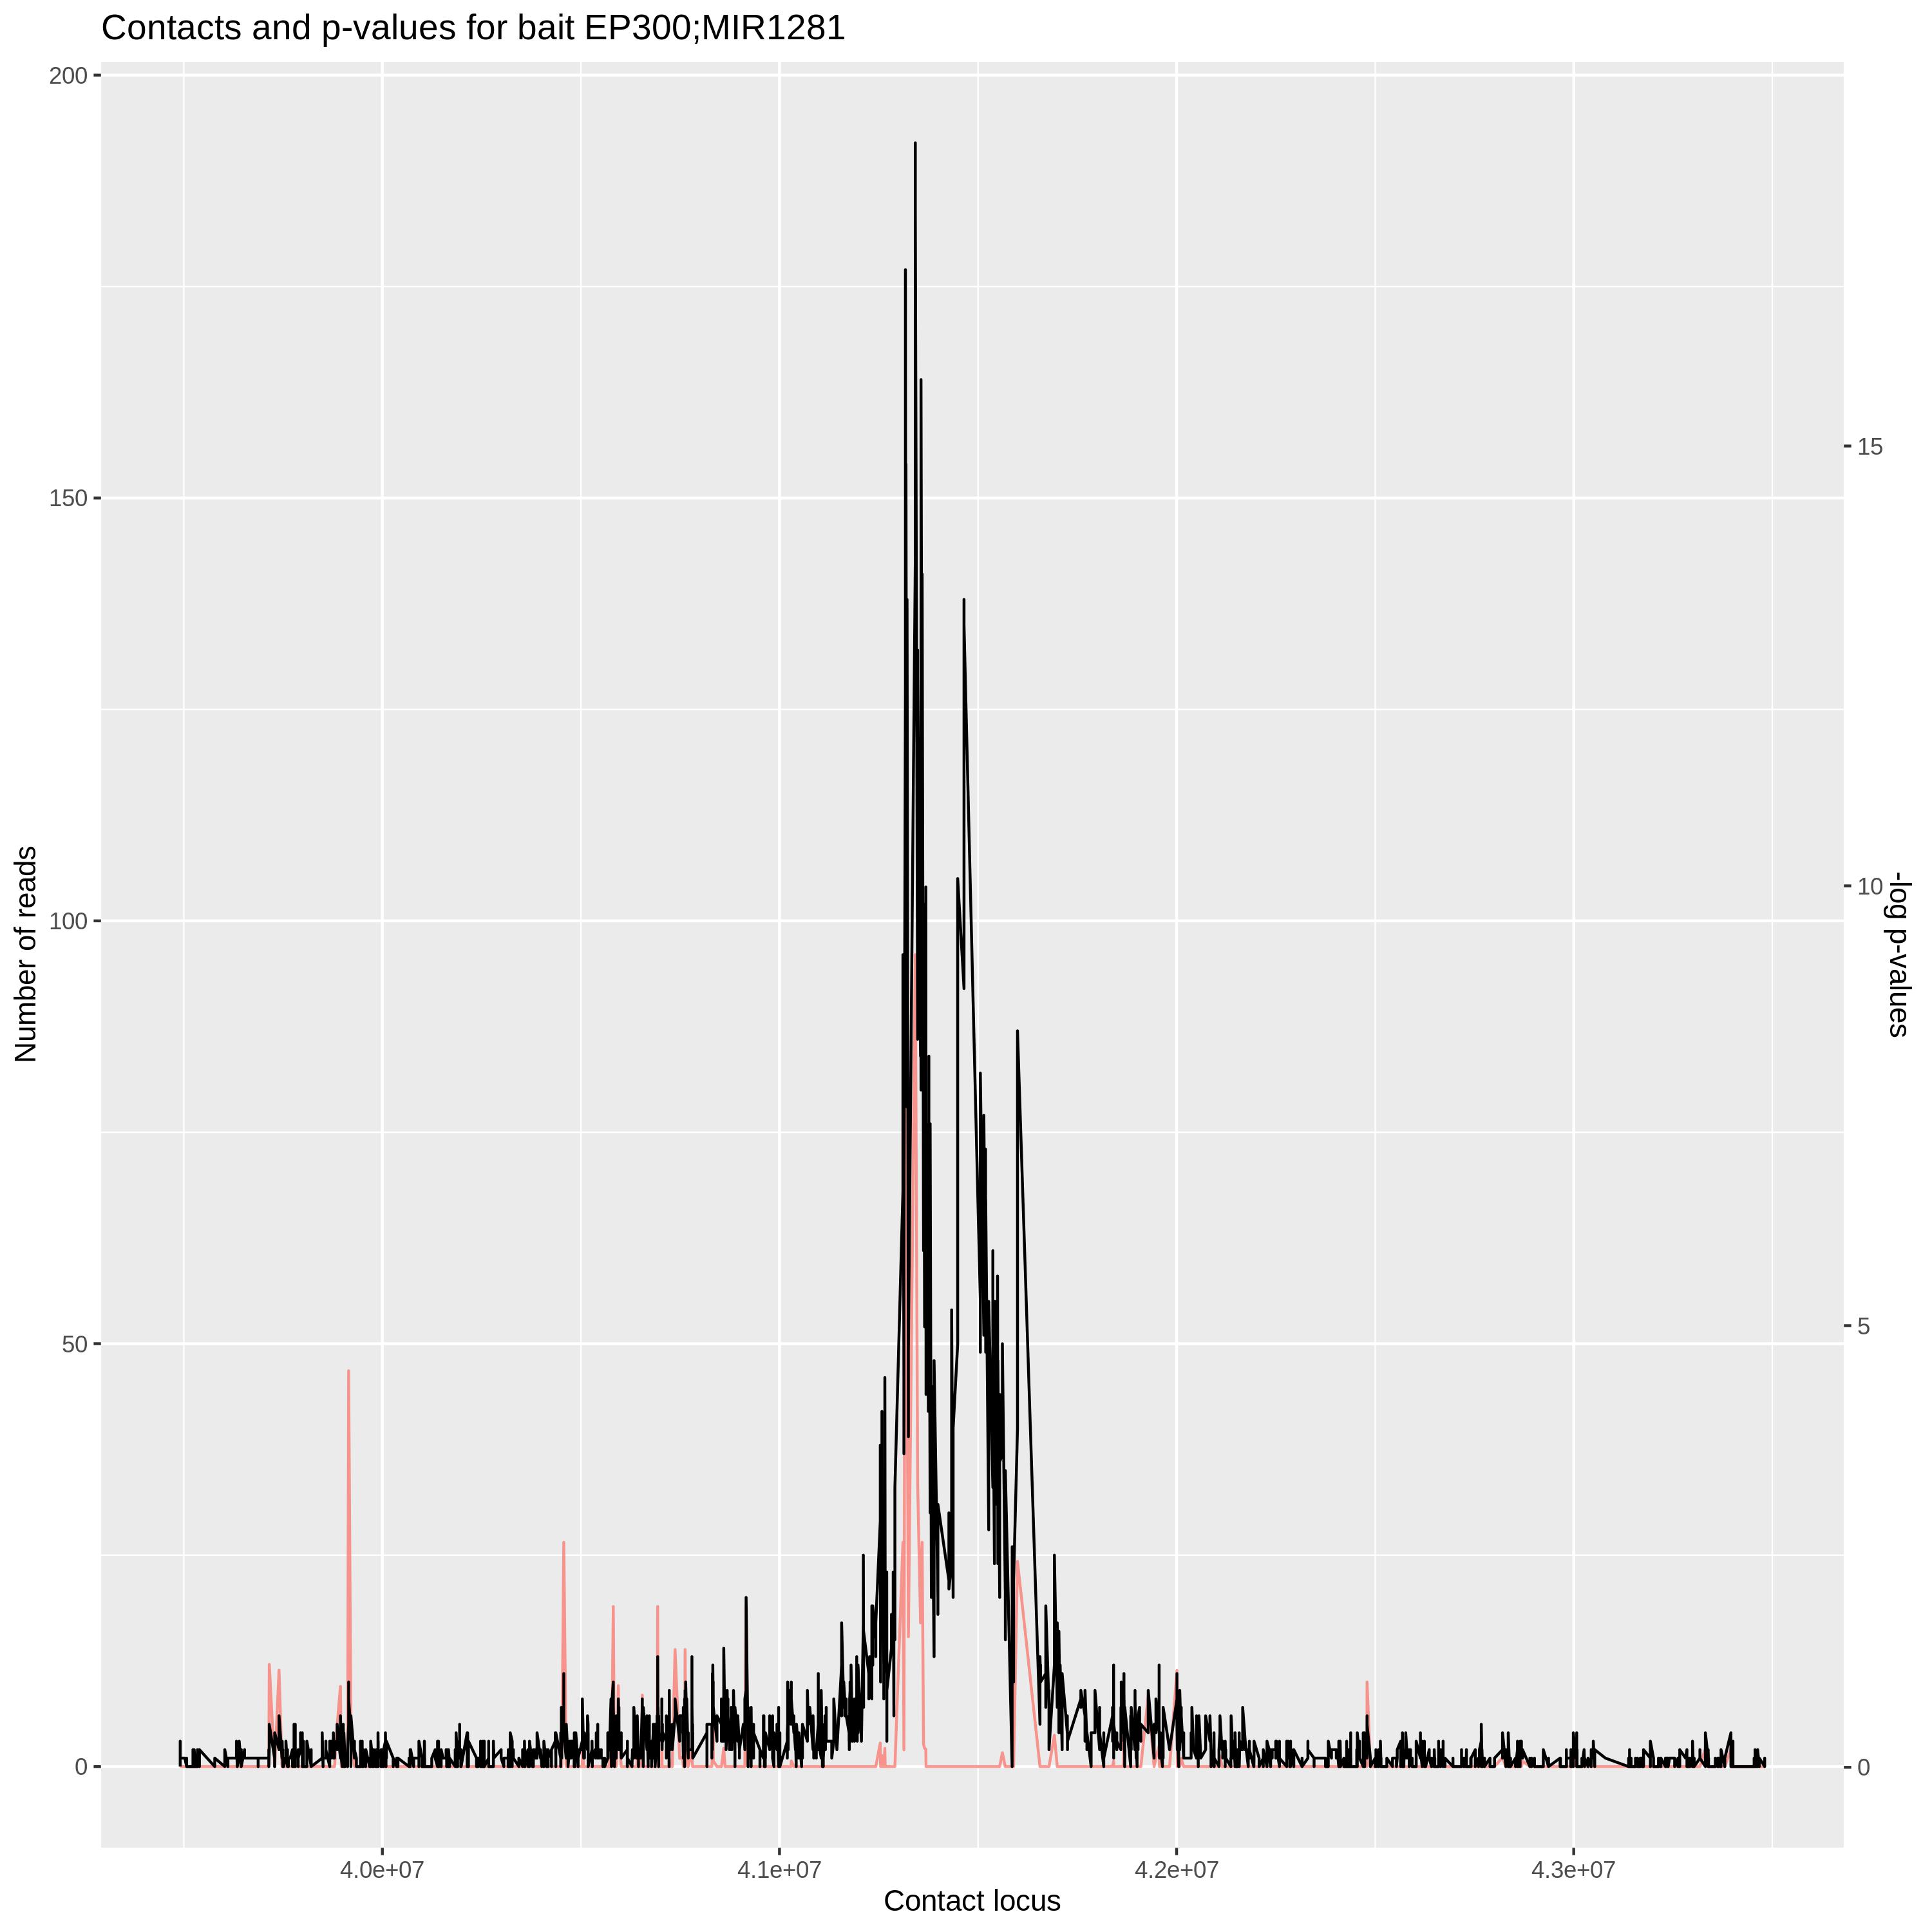 Contacts and p-values for bait EP300;MIR1281
200
150
100
50
0
Number of reads
15
10
5
0
-log p-values
4.0e+07
4.1e+07
4.2e+07
4.3e+07
Contact locus